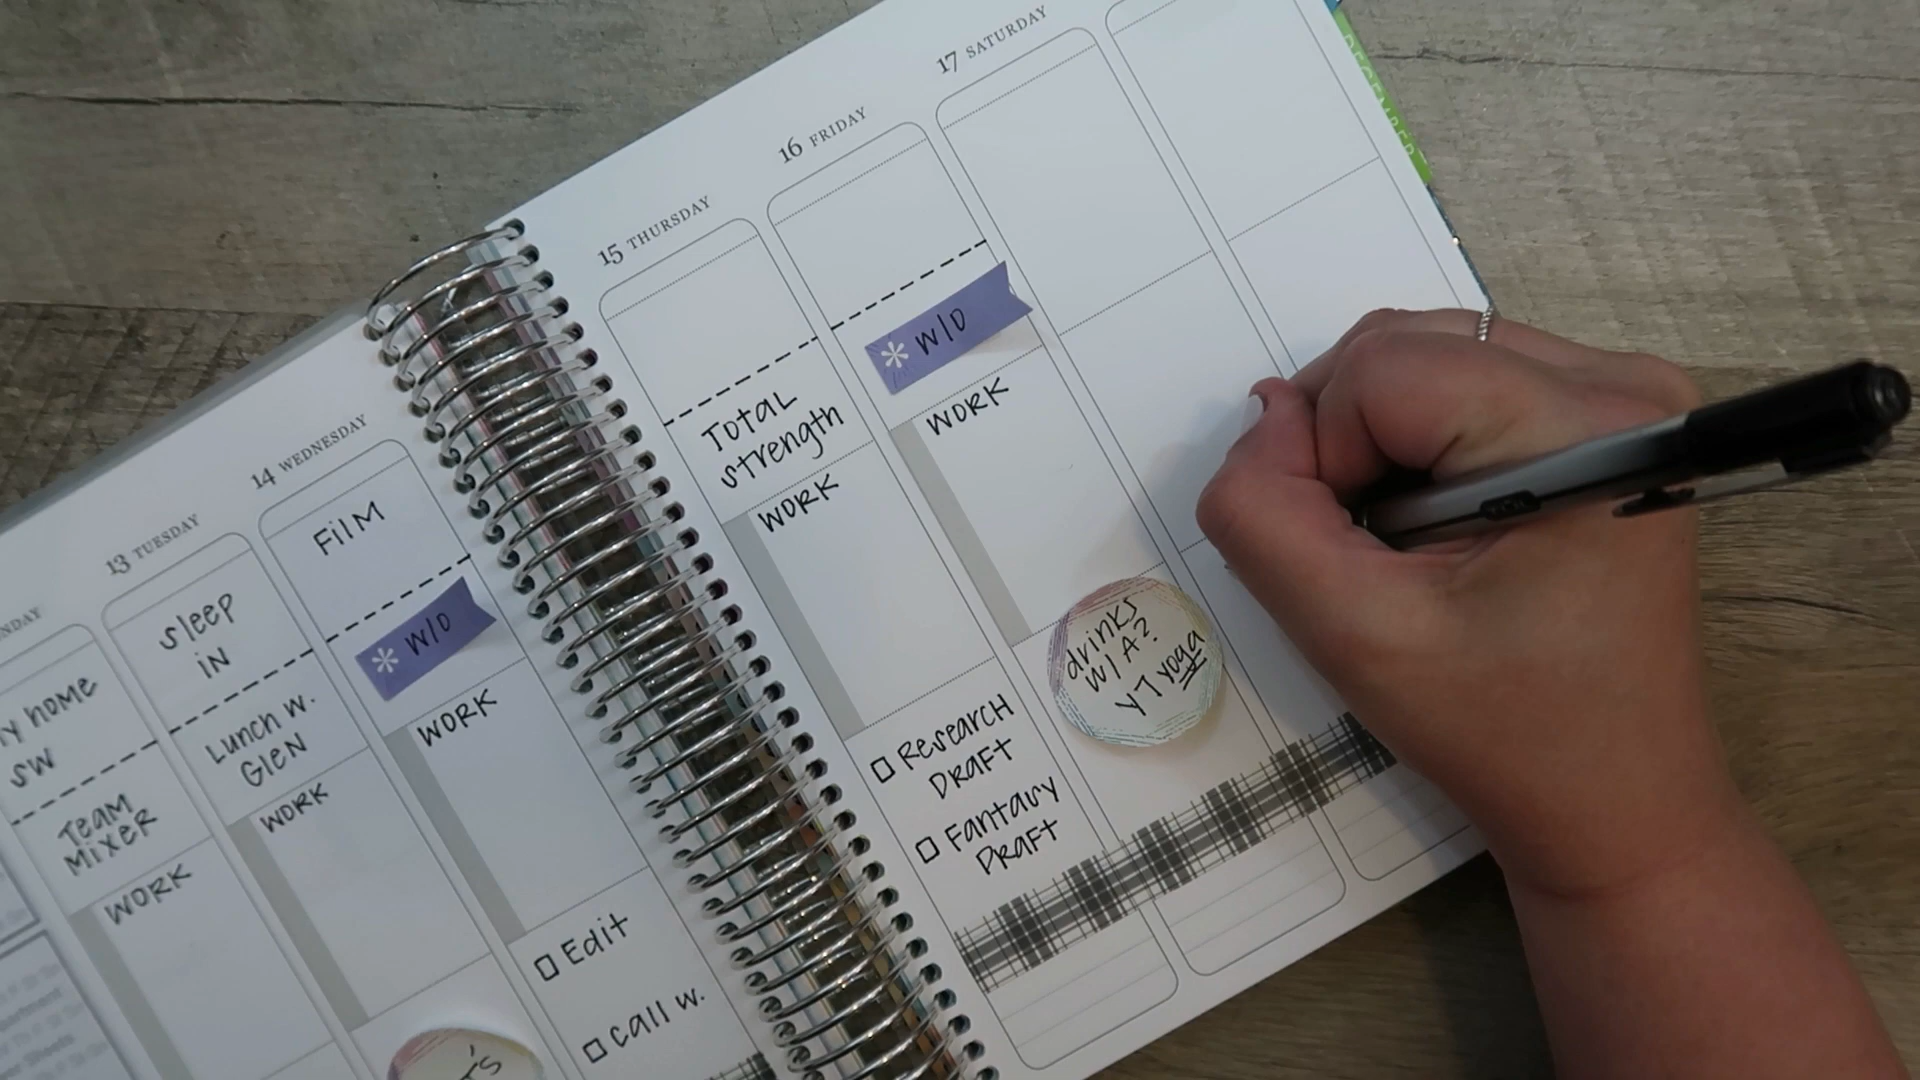 13 TUESDAY
14 WEDNESDAY
15 THURSDAY
16 FRIDAY
17 SATURDAY
DECEMBER
home
SW
TEAM
MIXER
WORK
sleep
IN
Lunch w.
GLEN
WORK
FILM
W/O
WORK
Edit
call w.
TOTAL
strength
WORK
Research
DRAFT
Fantasy
DRAFT
W/O
WORK
drinks
W/ A?
YT yoga